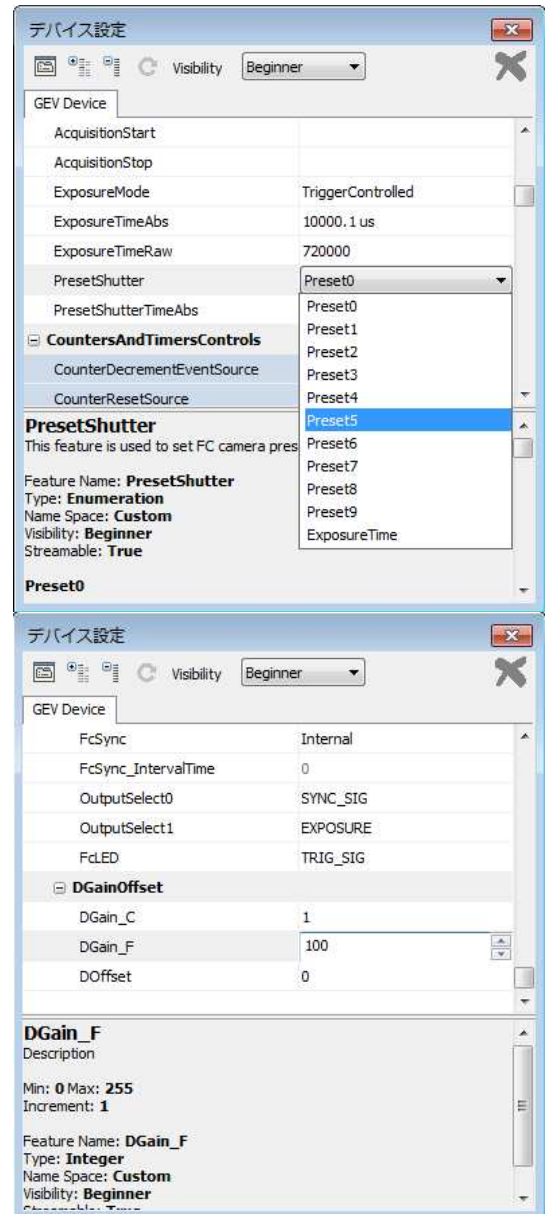 デバイス設定
Visibility Beginner
GEV Device
AcquisitionStart
AcquisitionStop
ExposureMode TriggerControlled
ExposureTimeAbs 10000.1 us
ExposureTimeRaw 720000
PresetShutter Preset0
PresetShutterTimeAbs
Preset0
Preset1
Preset2
Preset3
Preset4
Preset5
Preset6
Preset7
Preset8
Preset9
ExposureTime
CountersAndTimersControls
CounterDecrementEventSource
CounterResetSource
PresetShutter
This feature is used to set FC camera pres
Feature Name: PresetShutter
Type: Enumeration
Name Space: Custom
Visibility: Beginner
Streamable: True
Preset0
デバイス設定
Visibility Beginner
GEV Device
FcSync Internal
FcSync_IntervalTime 0
OutputSelect0 SYNC_SIG
OutputSelect1 EXPOSURE
FcLED TRIG_SIG
DGainOffset
DGain_C 1
DGain_F 100
DOffset 0
DGain_F
Description
Min: 0 Max: 255
Increment: 1
Feature Name: DGain_F
Type: Integer
Name Space: Custom
Visibility: Beginner
Streamable: True